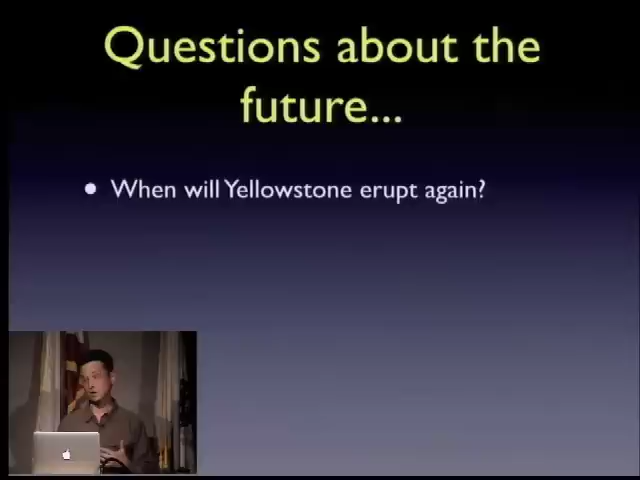 Questions about the
future...
• When will Yellowstone erupt again?